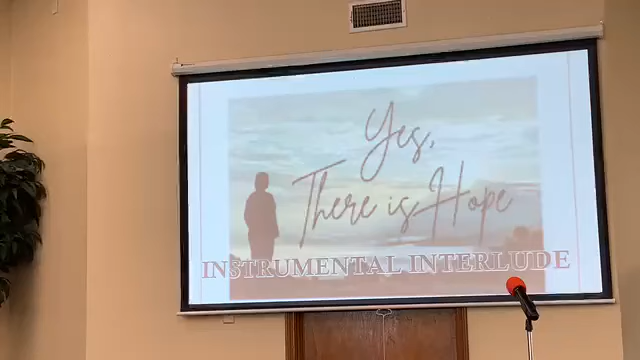 Yes,
There is Hope
INSTRUMENTAL INTERLUDE